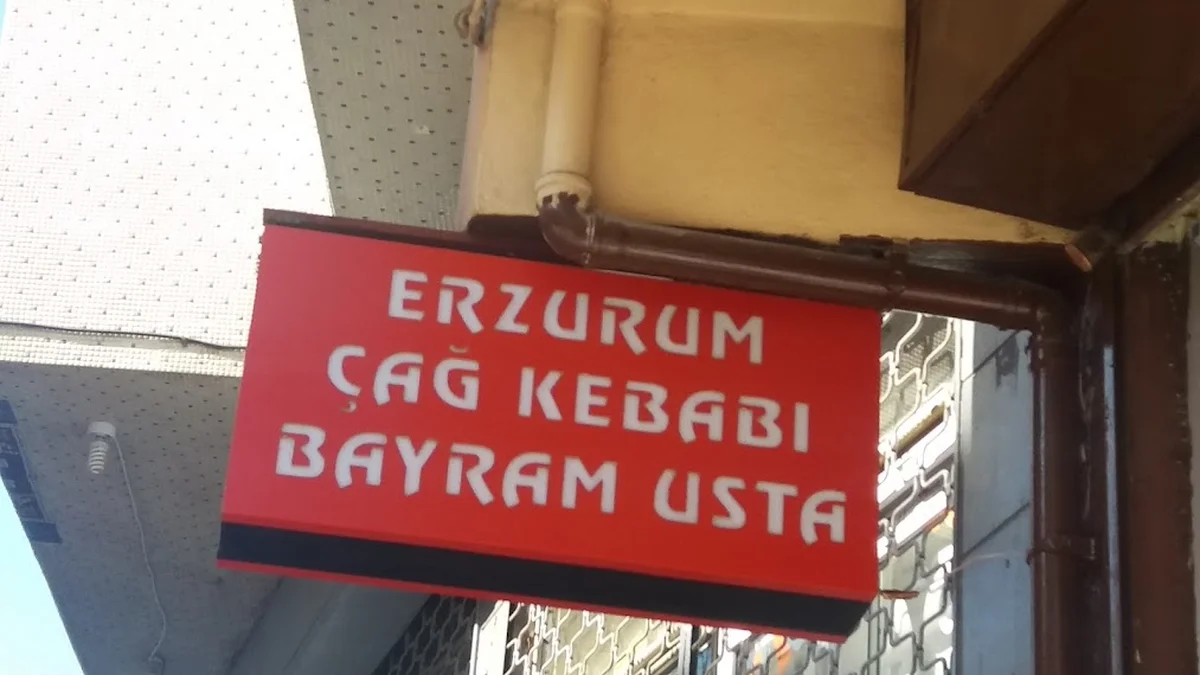 ERZURUM
ÇAĞ KEBABI
BAYRAM USTA